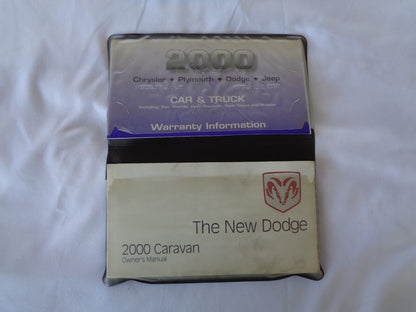 2000
Chrysler ✦ Plymouth ✦ Dodge ✦ Jeep
CAR & TRUCK
Warranty Information
The New Dodge
2000 Caravan
Owner's Manual